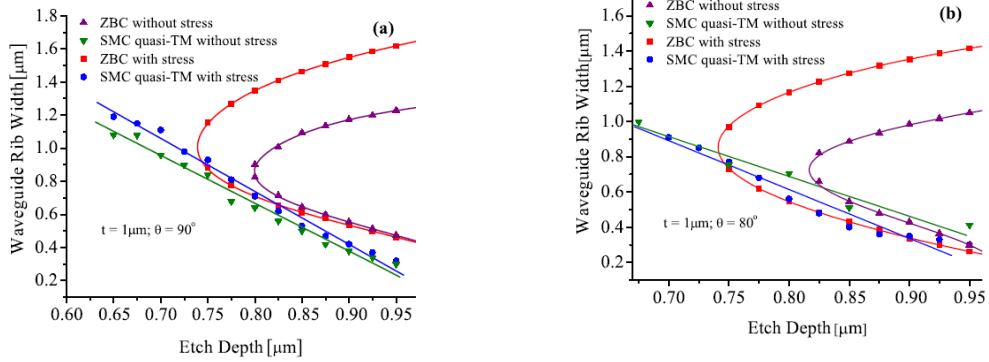 (a)
ZBC without stress
SMC quasi-TM without stress
ZBC with stress
SMC quasi-TM with stress
t = 1μm; θ = 90°
Waveguide Rib Width[μm]
1.8
1.6
1.4
1.2
1.0
0.8
0.6
0.4
0.2
0.60 0.65 0.70 0.75 0.80 0.85 0.90 0.95
Etch Depth[μm]
(b)
ZBC without stress
SMC quasi-TM without stress
ZBC with stress
SMC quasi-TM with stress
t = 1μm; θ = 80°
Waveguide Rib Width[μm]
1.6
1.4
1.2
1.0
0.8
0.6
0.4
0.2
0.70 0.75 0.80 0.85 0.90 0.95
Etch Depth[μm]